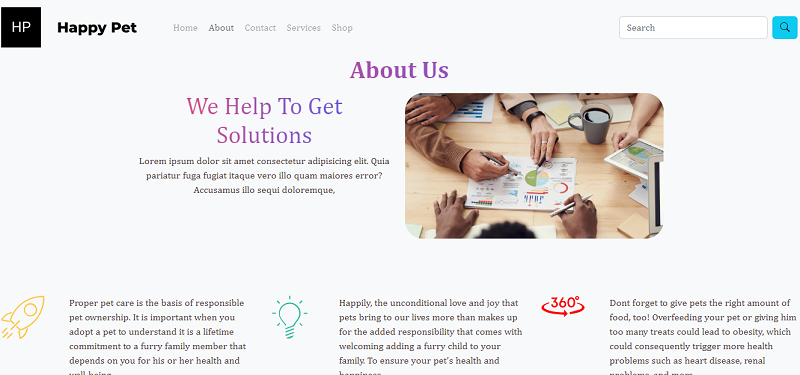 HP Happy Pet Home About Contact Services Shop Search
About Us
We Help To Get
Solutions
Lorem ipsum dolor sit amet consectetur adipisicing elit. Quia
pariatur fuga fugiat itaque vero illo quam maiores error?
Accusamus illo sequi doloremque,
Proper pet care is the basis of responsible
pet ownership. It is important when you
adopt a pet to understand it is a lifetime
commitment to a furry family member that
depends on you for his or her health and
well-being.
Happily, the unconditional love and joy that
pets bring to our lives more than makes up
for the added responsibility that comes with
welcoming adding a furry child to your
family. To ensure your pet's health and
happiness
360°
Dont forget to give pets the right amount of
food, too! Overfeeding your pet or giving him
too many treats could lead to obesity, which
could consequently trigger more health
problems such as heart disease, renal
problems, and more